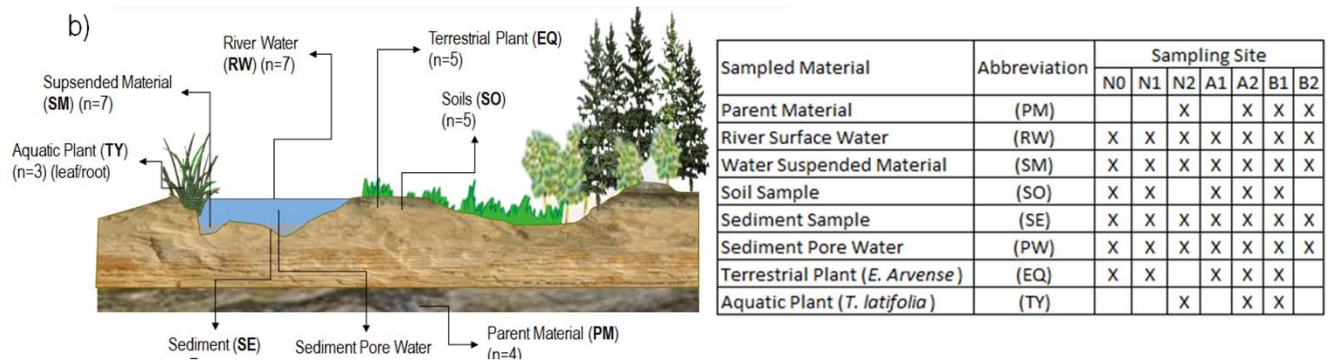 b)
River Water
(RW) (n=7)
Terrestrial Plant (EQ)
(n=5)
Supsended Material
(SM) (n=7)
Soils (SO)
(n=5)
Aquatic Plant (TY)
(n=3) (leaf/root)
Sediment (SE)
Sediment Pore Water
Parent Material (PM)
(n=4)
Sampled Material Abbreviation Sampling Site
N0 N1 N2 A1 A2 B1 B2
Parent Material (PM) X X X X
River Surface Water (RW) X X X X X X X
Water Suspended Material (SM) X X X X X X X
Soil Sample (SO) X X X X X
Sediment Sample (SE) X X X X X X X
Sediment Pore Water (PW) X X X X X X X
Terrestrial Plant (E. Arvense) (EQ) X X X X X
Aquatic Plant (T. latifolia) (TY) X X X